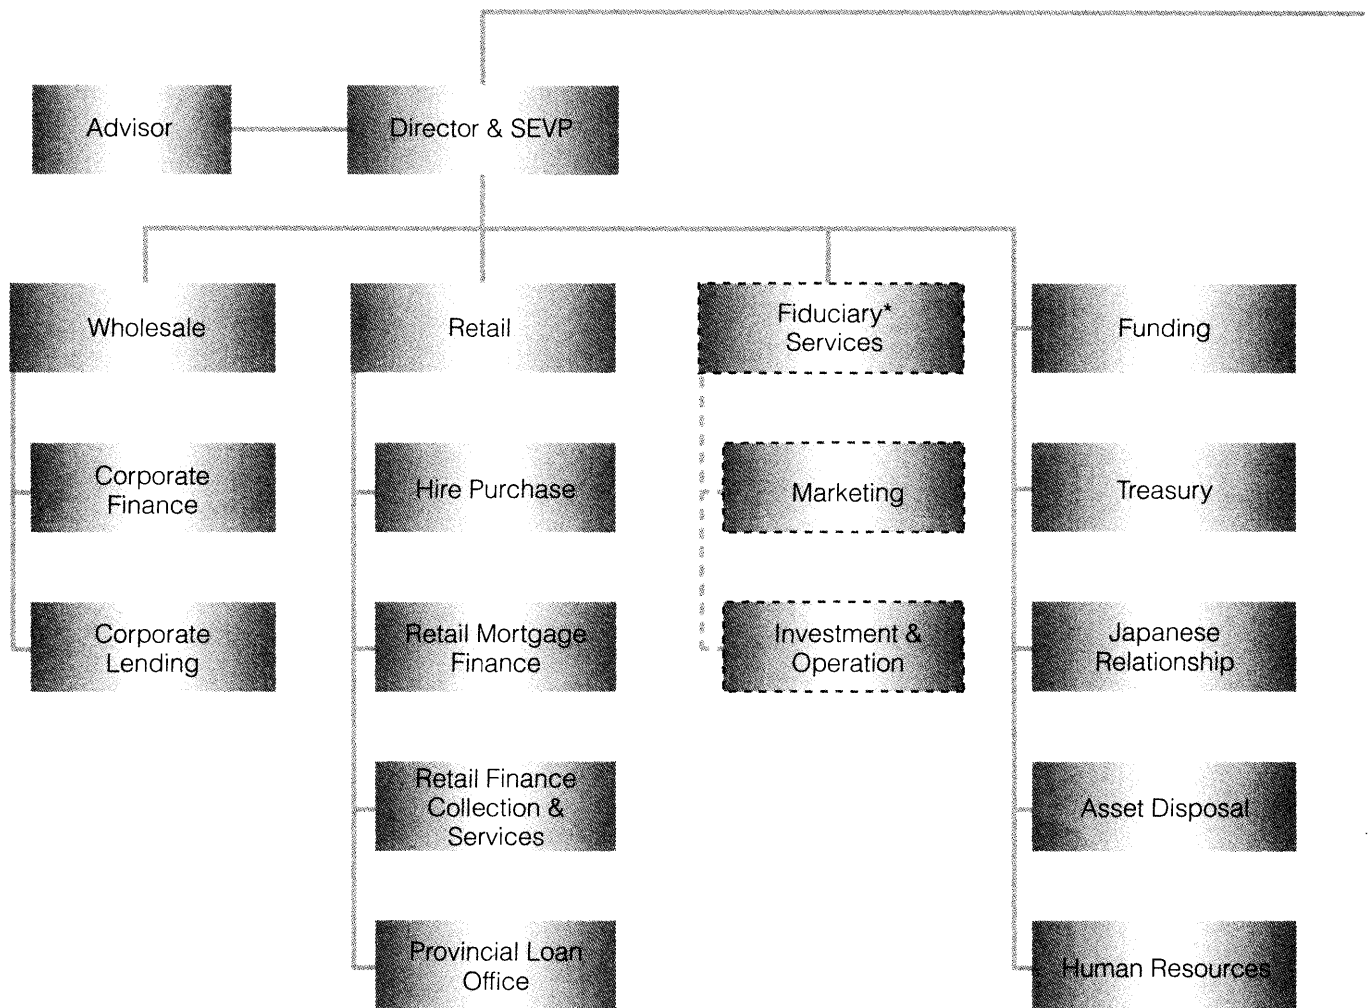 Advisor
Director & SEVP
Wholesale
Retail
Fiduciary*
Services
Funding
Corporate
Finance
Hire Purchase
Marketing
Treasury
Corporate
Lending
Retail Mortgage
Finance
Investment &
Operation
Japanese
Relationship
Retail Finance
Collection &
Services
Asset Disposal
Provincial Loan
Office
Human Resources